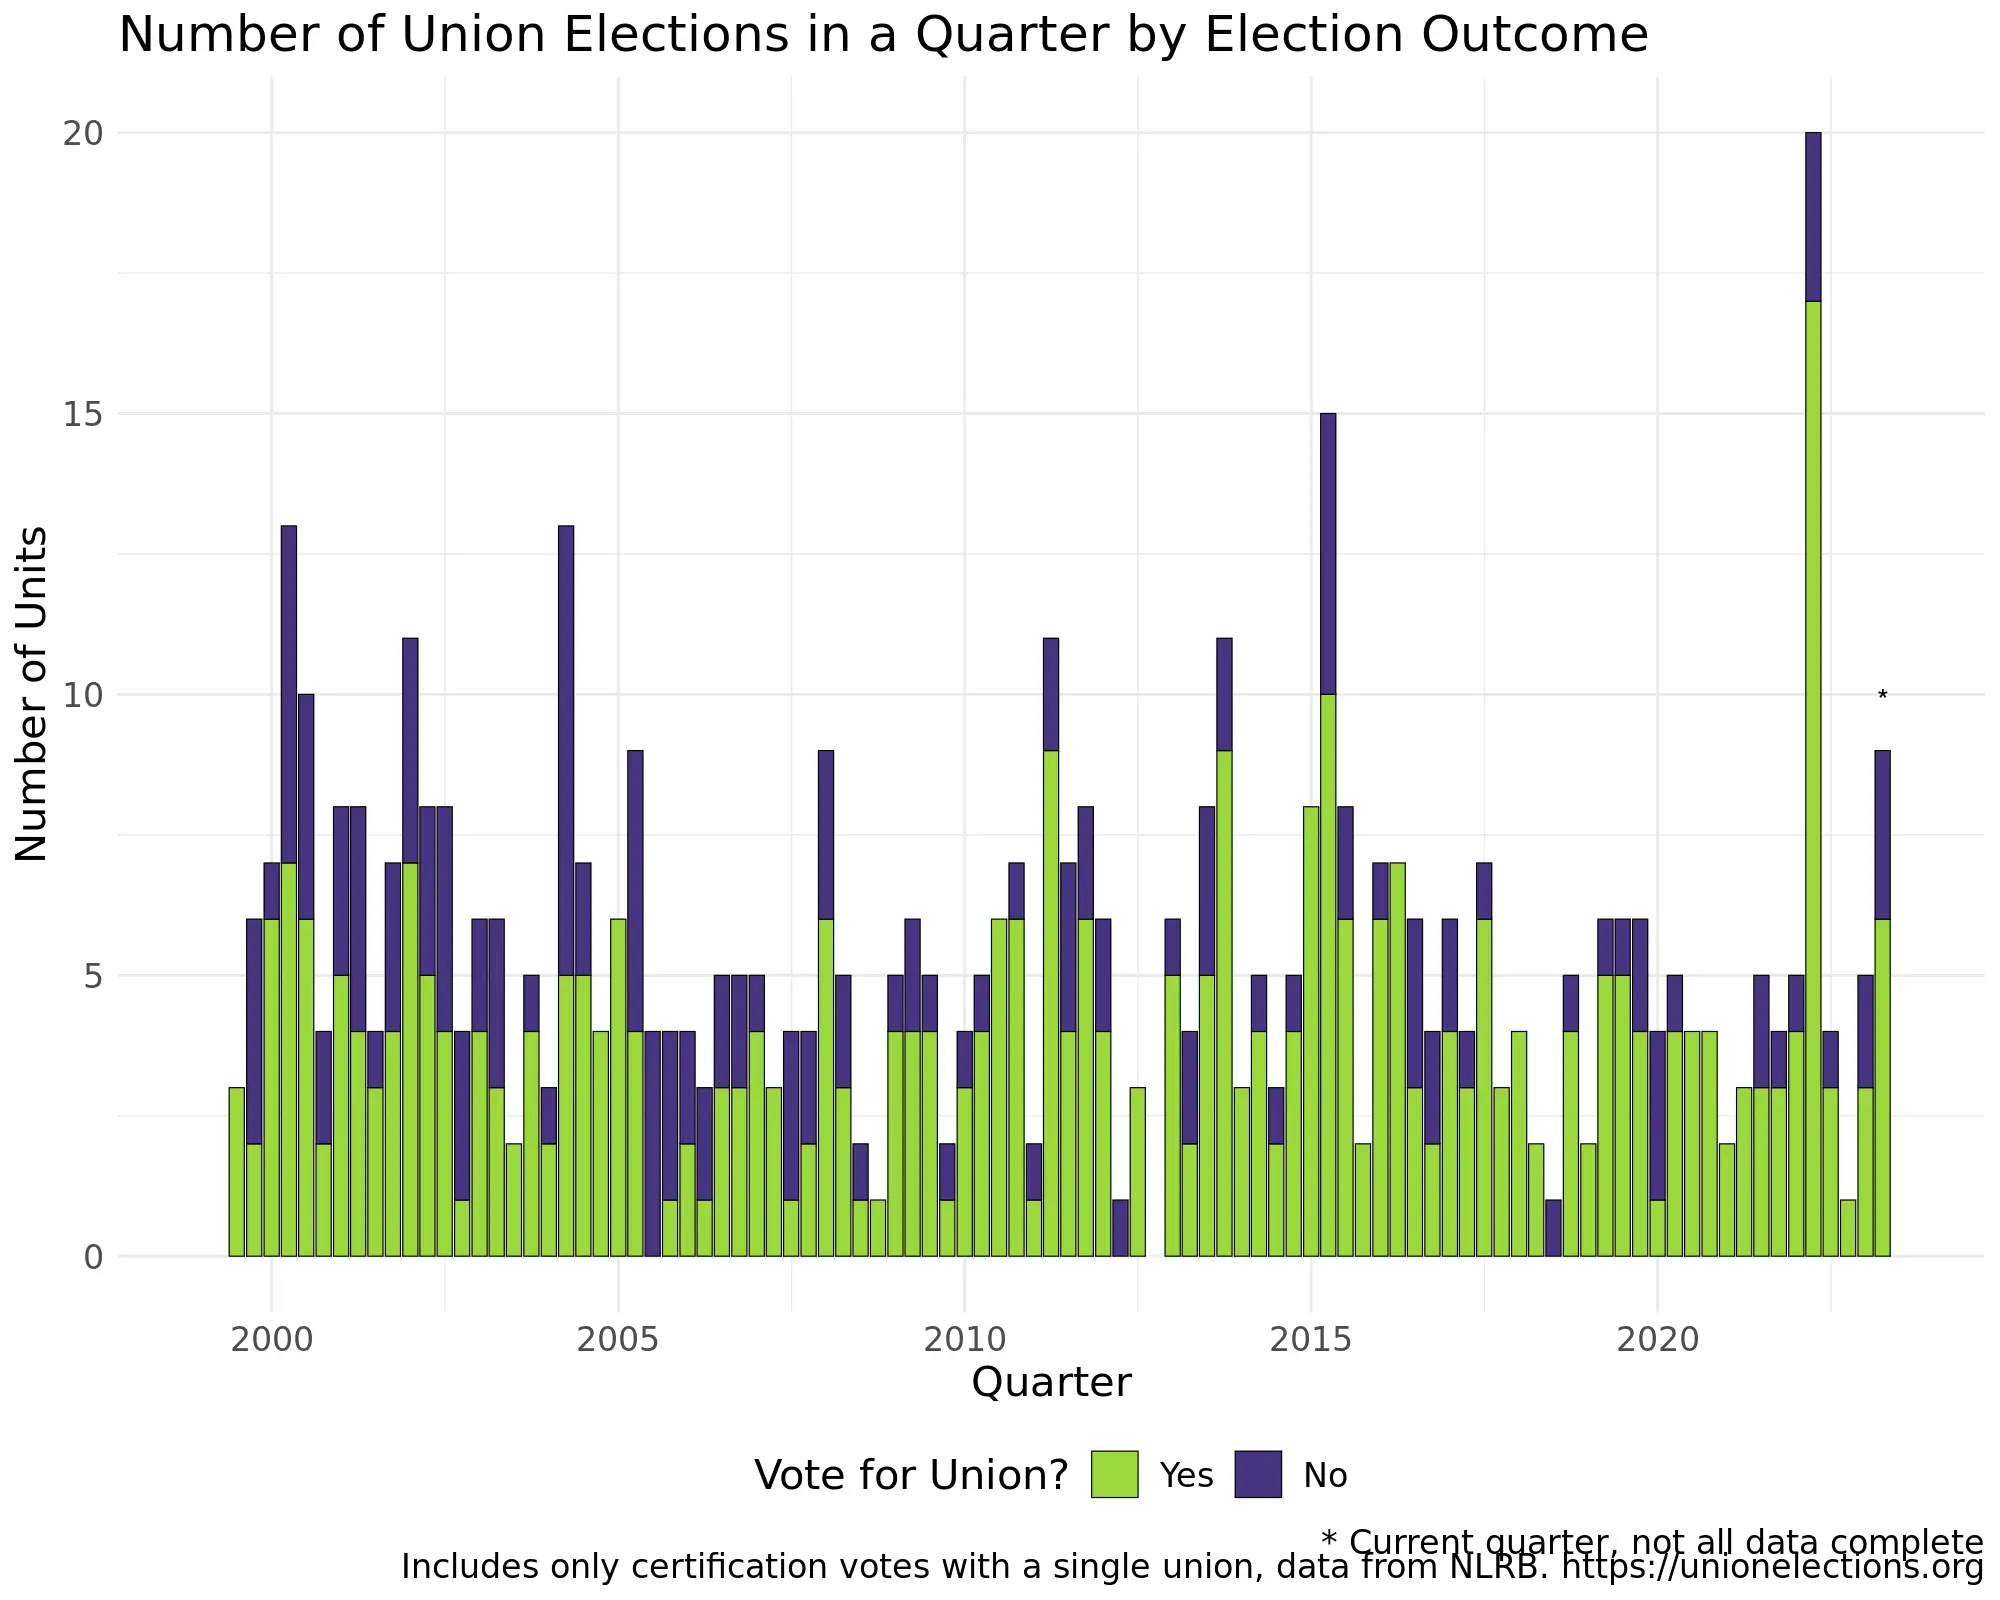 Number of Union Elections in a Quarter by Election Outcome
Number of Units
20
15
10
5
0
*
2000 2005 2010 2015 2020
Quarter
Vote for Union? Yes No
* Current quarter, not all data complete
Includes only certification votes with a single union, data from NLRB. https://unionelections.org